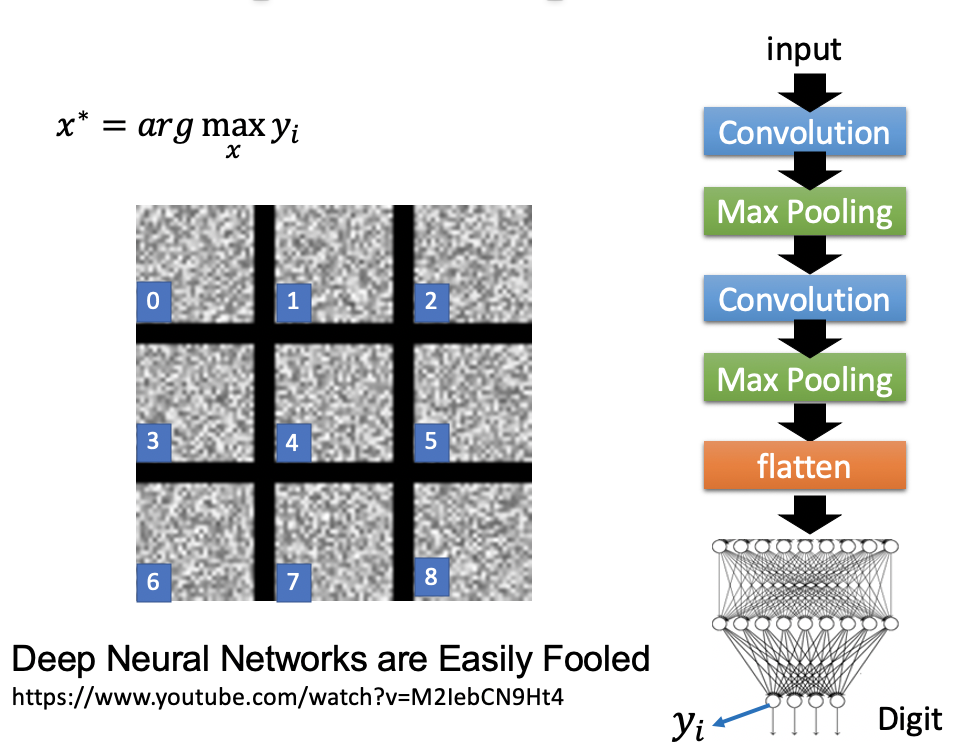 x* = arg max y_i
x
0 1 2
3 4 5
6 7 8
Deep Neural Networks are Easily Fooled
https://www.youtube.com/watch?v=M2IebCN9Ht4
input
Convolution
Max Pooling
Convolution
Max Pooling
flatten
y_i
Digit